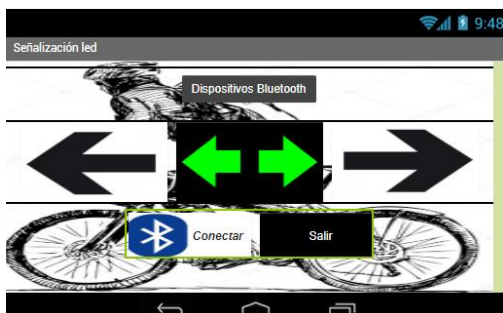 9:48
Señalización led
Dispositivos Bluetooth
Conectar
Salir